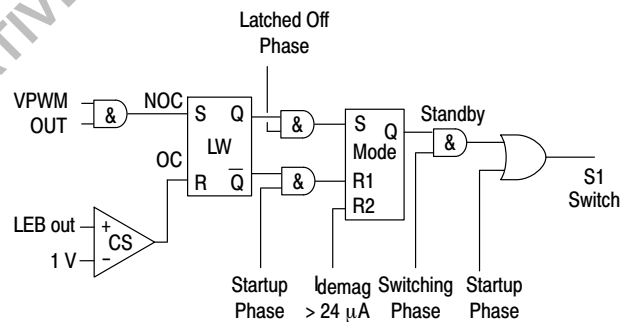 ATIVE
Latched Off
Phase
VPWM
OUT
&
NOC
S Q
LW
R Q
OC
LEB out
1 V
+
CS
−
&
&
S Q
Mode
R1
R2
Standby
&
S1
Switch
Startup
Phase
Idemag
> 24 μA
Switching
Phase
Startup
Phase